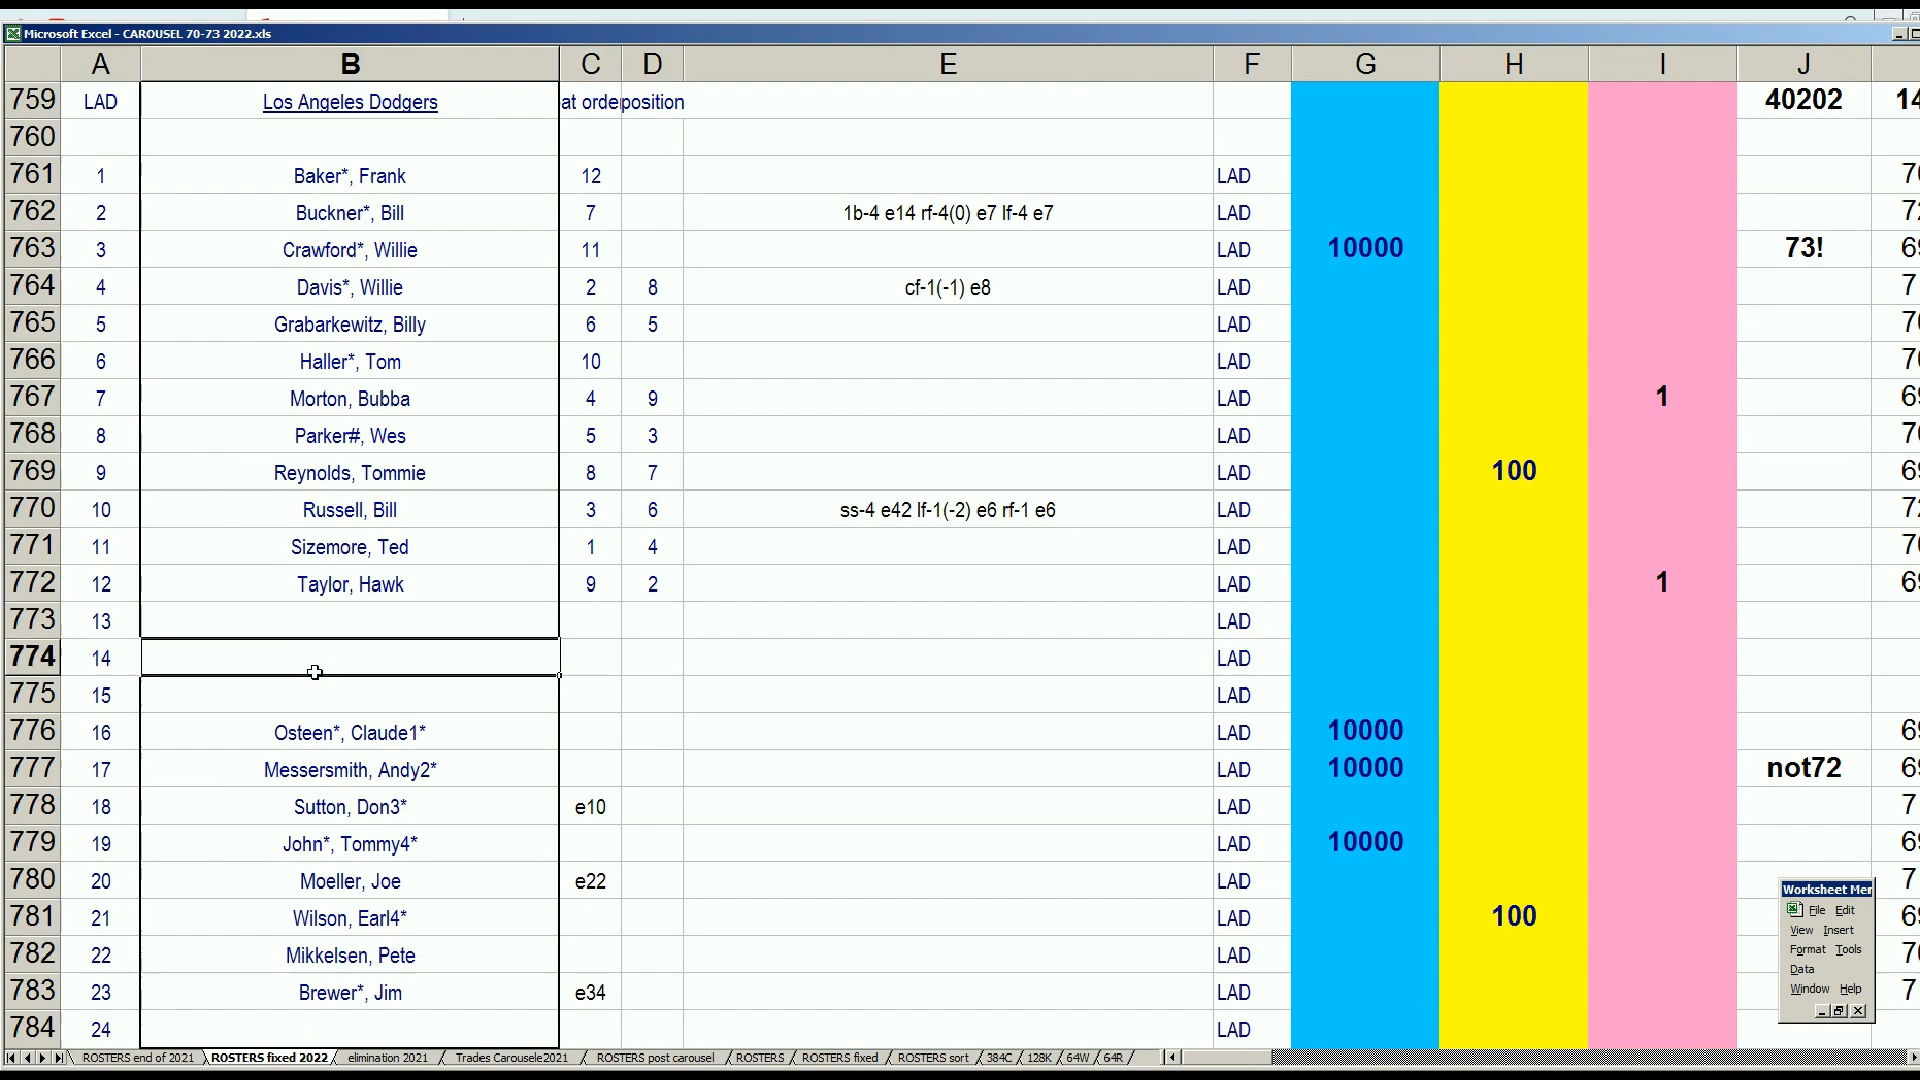 Microsoft Excel - CAROUSEL 70-73 2022.xls
A B C D E F G H I J
759 LAD Los Angeles Dodgers at orde position 40202 14
760
761 1 Baker*, Frank 12 LAD
762 2 Buckner*, Bill 7 1b-4 e14 rf-4(0) e7 lf-4 e7 LAD
763 3 Crawford*, Willie 11 LAD 10000 73!
764 4 Davis*, Willie 2 8 cf-1(-1) e8 LAD
765 5 Grabarkewitz, Billy 6 5 LAD
766 6 Haller*, Tom 10 LAD
767 7 Morton, Bubba 4 9 LAD 1
768 8 Parker#, Wes 5 3 LAD
769 9 Reynolds, Tommie 8 7 LAD 100
770 10 Russell, Bill 3 6 ss-4 e42 lf-1(-2) e6 rf-1 e6 LAD
771 11 Sizemore, Ted 1 4 LAD
772 12 Taylor, Hawk 9 2 LAD 1
773 13 LAD
774 14 LAD
775 15 LAD
776 16 Osteen*, Claude1* LAD 10000
777 17 Messersmith, Andy2* LAD 10000 not72
778 18 Sutton, Don3* e10 LAD
779 19 John*, Tommy4* LAD 10000
780 20 Moeller, Joe e22 LAD
781 21 Wilson, Earl4* LAD 100
782 22 Mikkelsen, Pete LAD
783 23 Brewer*, Jim e34 LAD
784 24 LAD
Worksheet Mer
File Edit
View Insert
Format Tools
Data
Window Help
ROSTERS end of 2021 ROSTERS fixed 2022 elimination 2021 Trades Carousele2021 ROSTERS post carousel ROSTERS ROSTERS fixed ROSTERS sort 384C 128K 64W 64R